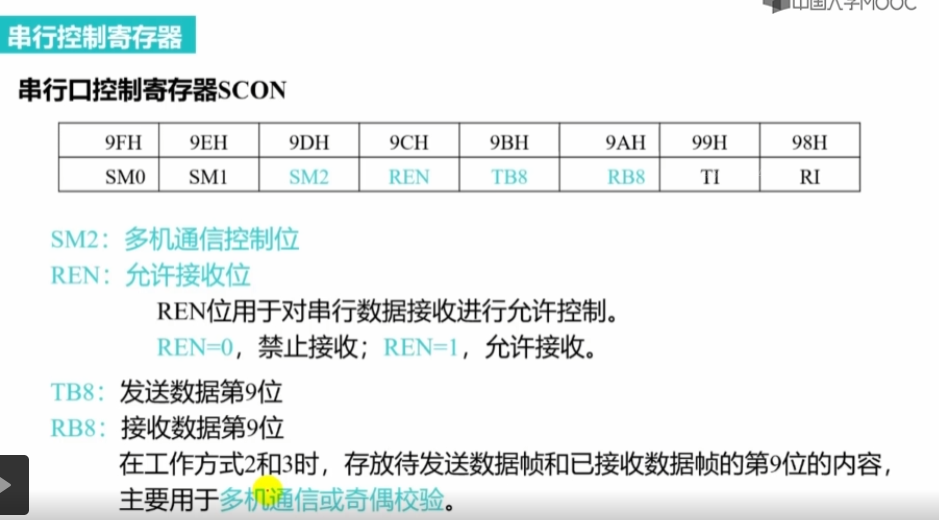 中国大学MOOC
串行控制寄存器
串行口控制寄存器SCON
9FH 9EH 9DH 9CH 9BH 9AH 99H 98H
SM0 SM1 SM2 REN TB8 RB8 TI RI
SM2：多机通信控制位
REN：允许接收位
REN位用于对串行数据接收进行允许控制。
REN=0，禁止接收；REN=1，允许接收。
TB8：发送数据第9位
RB8：接收数据第9位
在工作方式2和3时，存放待发送数据帧和已接收数据帧的第9位的内容，
主要用于多机通信或奇偶校验。